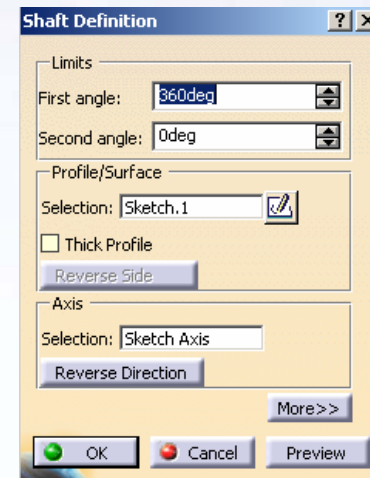 Shaft Definition
Limits
First angle: 360deg
Second angle: 0deg
Profile/Surface
Selection: Sketch.1
Thick Profile
Reverse Side
Axis
Selection: Sketch Axis
Reverse Direction
More>>
OK Cancel Preview